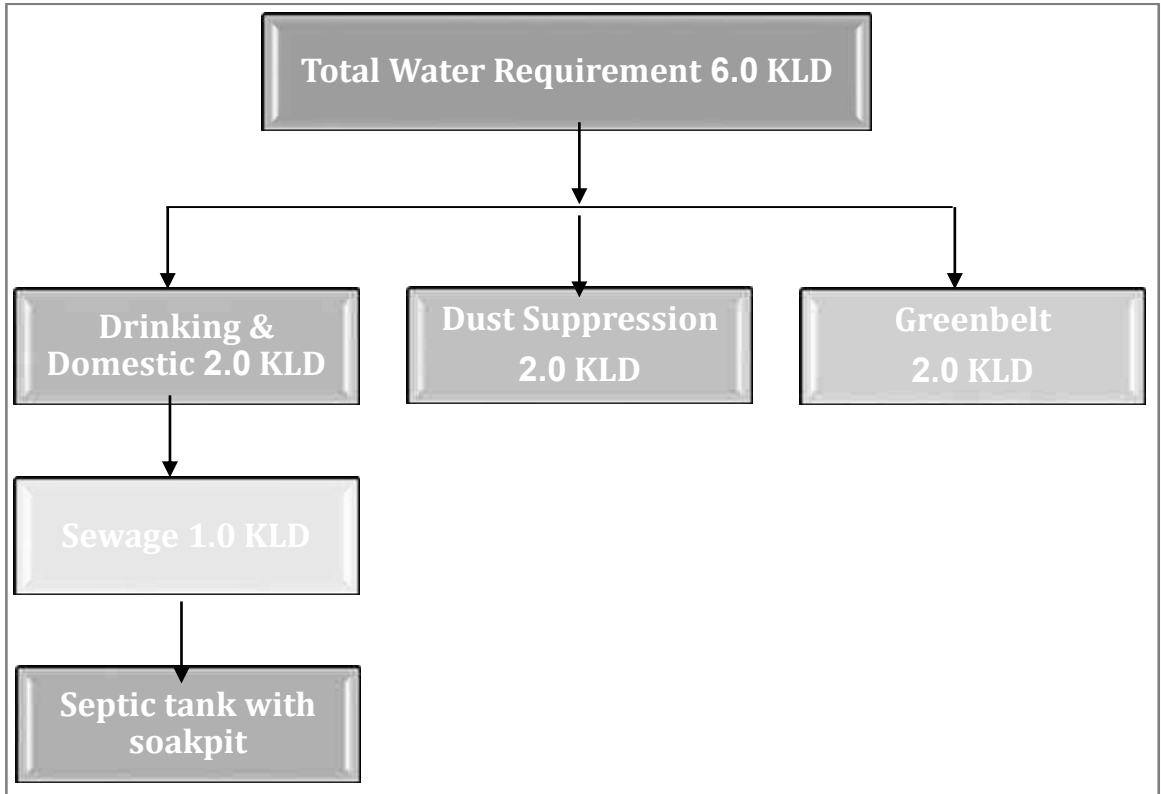 Total Water Requirement 6.0 KLD
Drinking &
Domestic 2.0 KLD
Dust Suppression
2.0 KLD
Greenbelt
2.0 KLD
Sewage 1.0 KLD
Septic tank with
soakpit